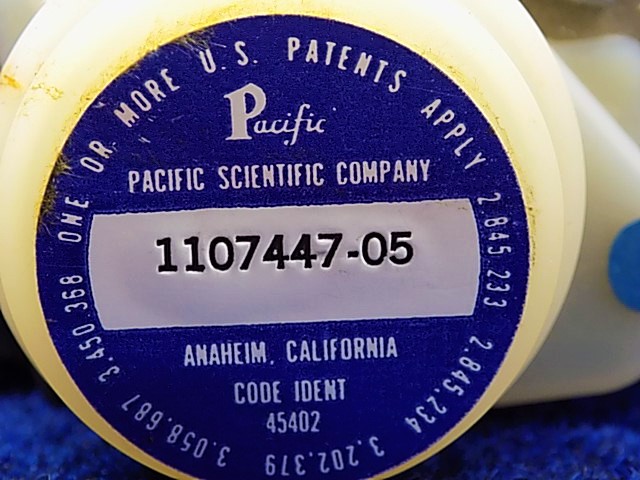 ONE OR MORE U.S. PATENTS APPLY 2.845.233 2.845.234 3.202.379 3.058.687 3.450.368
Pacific
PACIFIC SCIENTIFIC COMPANY
1107447-05
ANAHEIM, CALIFORNIA
CODE IDENT
45402